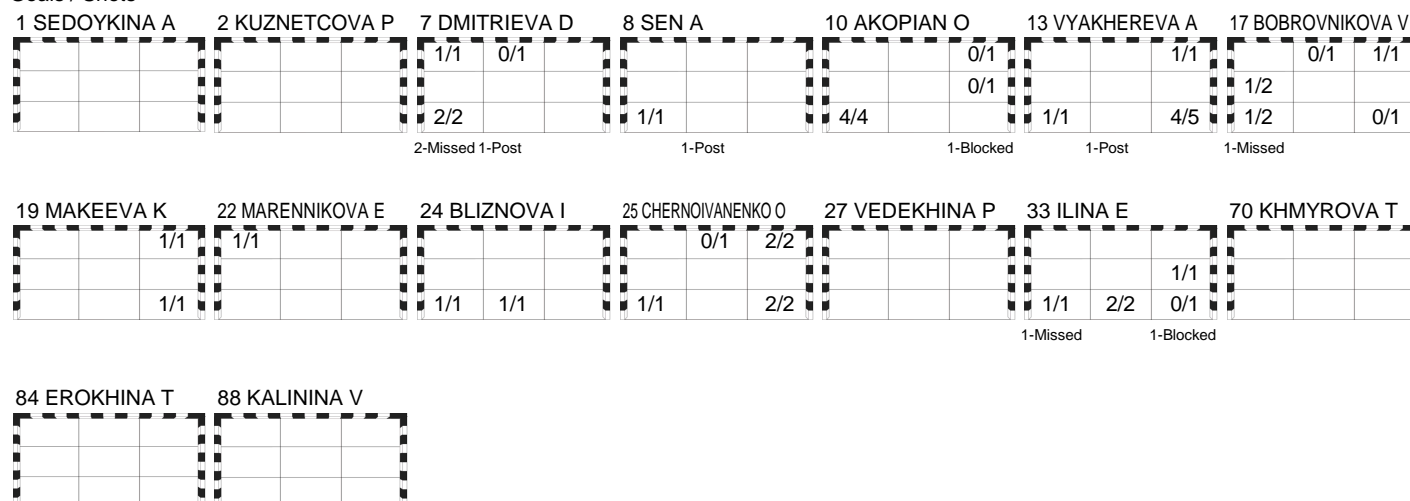 Goals / Shots
1 SEDOYKINA A 2 KUZNETCOVA P 7 DMITRIEVA D 8 SEN A 10 AKOPIAN O 13 VYAKHEREVA A 17 BOBROVNIKOVA V
1/1 0/1 0/1 1/1 0/1 1/1
0/1 1/2
2/2 1/1 4/4 1/1 4/5 1/2 0/1
2-Missed 1-Post 1-Post 1-Blocked 1-Post 1-Missed
19 MAKEEVA K 22 MARENNIKOVA E 24 BLIZNOVA I 25 CHERNOIVANENKO O 27 VEDEKHINA P 33 ILINA E 70 KHMYROVA T
1/1 1/1 0/1 2/2
1/1
1/1 1/1 1/1 1/1 2/2 1/1 2/2 0/1
1-Missed 1-Blocked
84 EROKHINA T 88 KALININA V